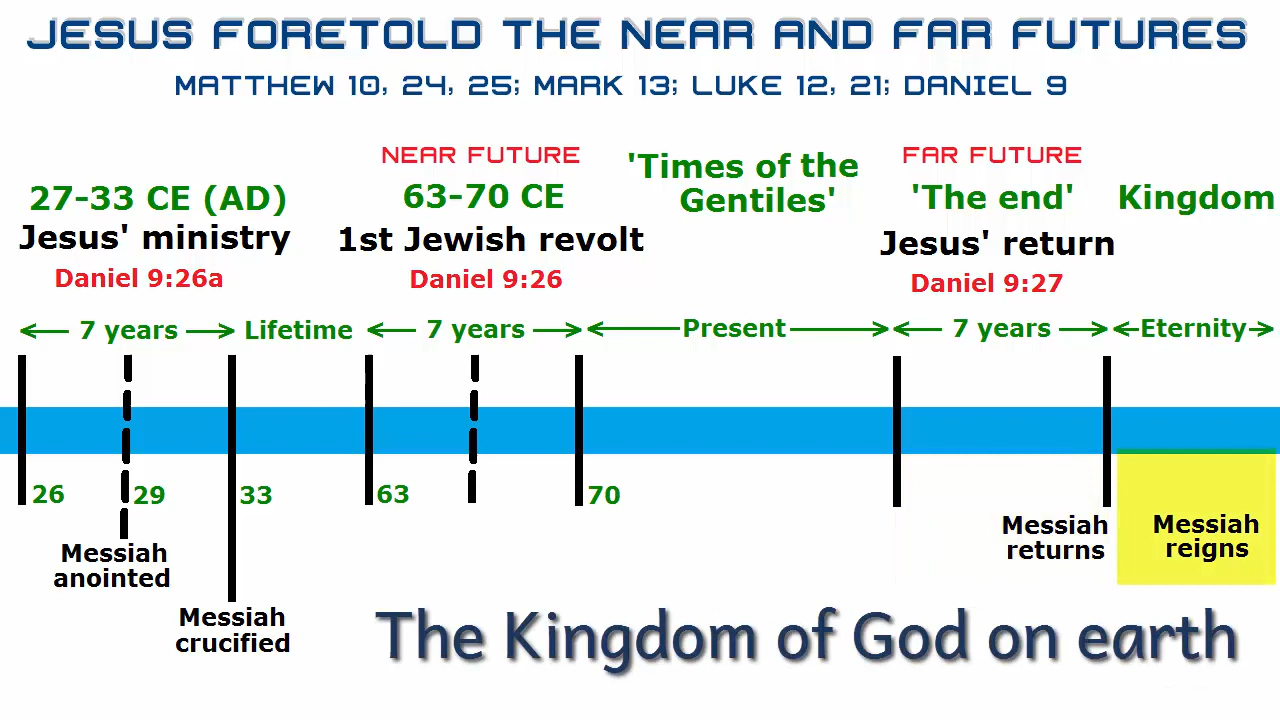 JESUS FORETOLD THE NEAR AND FAR FUTURES
MATTHEW 10, 24, 25; MARK 13; LUKE 12, 21; DANIEL 9
27-33 CE (AD)
Jesus' ministry
Daniel 9:26a
NEAR FUTURE
63-70 CE
1st Jewish revolt
Daniel 9:26
'Times of the
Gentiles'
FAR FUTURE
'The end'
Jesus' return
Daniel 9:27
Kingdom
7 years
Lifetime
7 years
Present
7 years
Eternity
26
29
33
63
70
Messiah
anointed
Messiah
crucified
Messiah
returns
Messiah
reigns
The Kingdom of God on earth